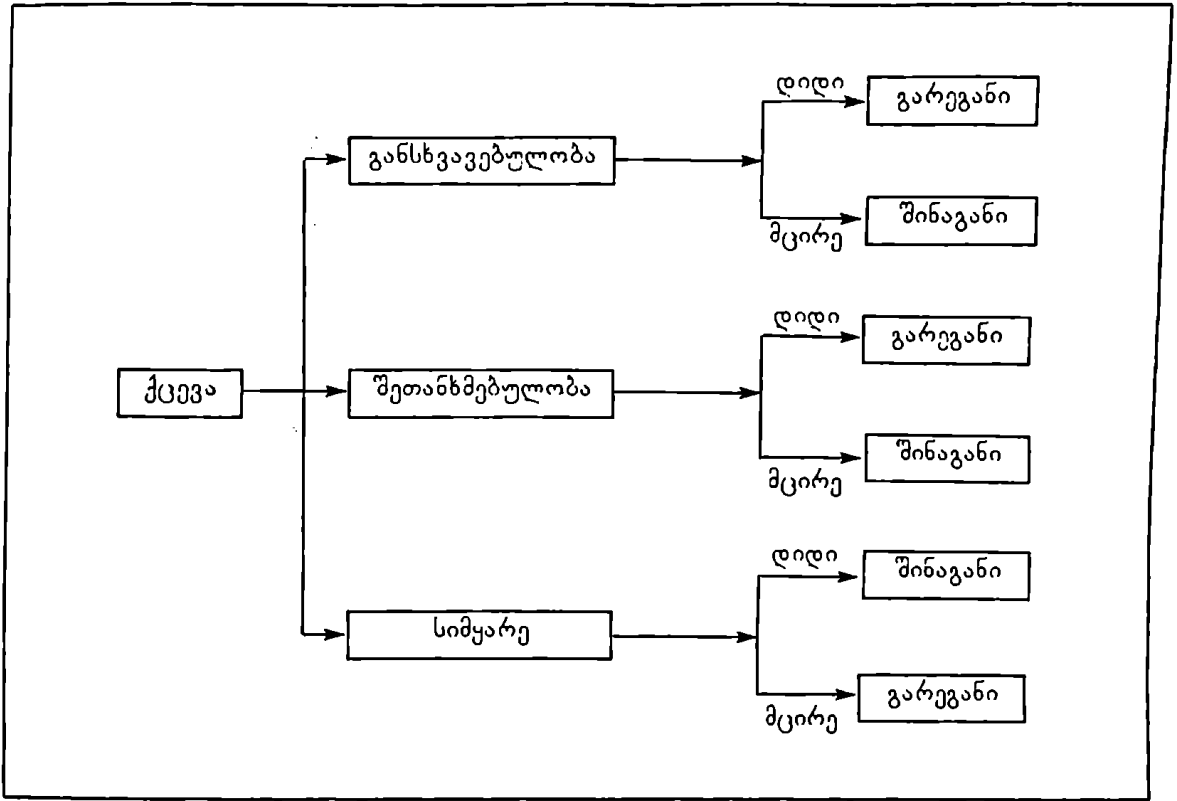 ქცევა
განსხვავებულობა
დიდი
გარეგანი
მცირე
შინაგანი
შეთანხმებულობა
დიდი
გარეგანი
მცირე
შინაგანი
სიმყარე
დიდი
შინაგანი
მცირე
გარეგანი